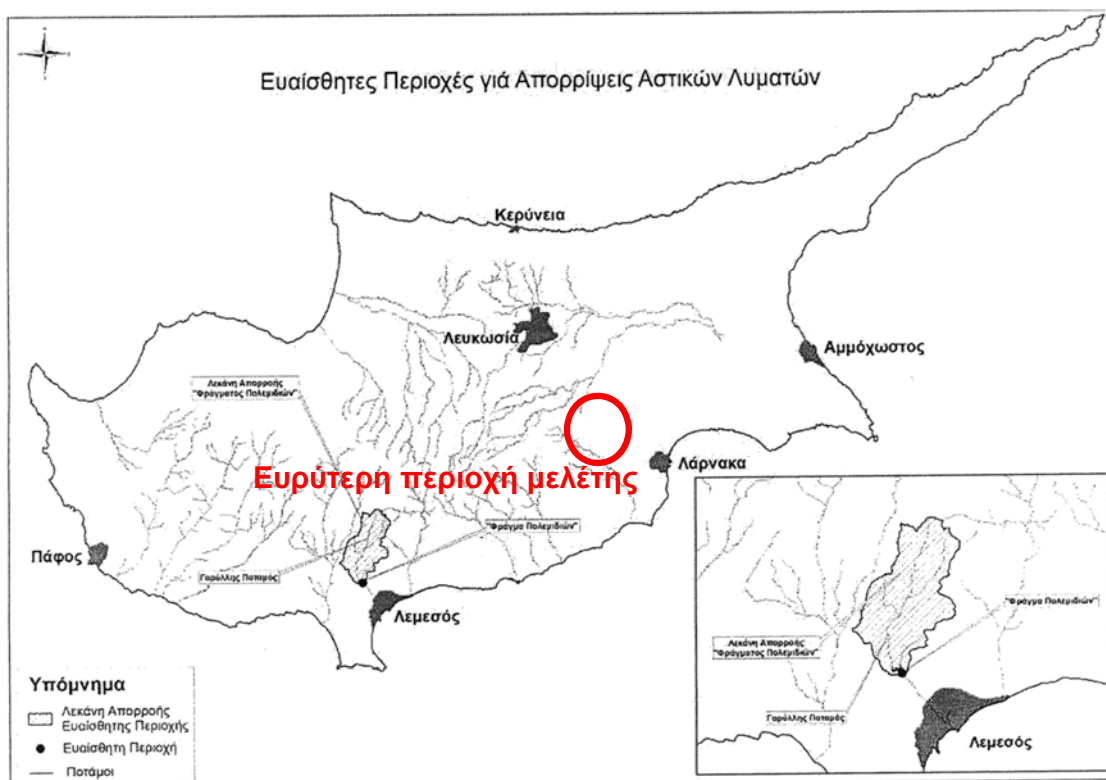 Ευαίσθητες Περιοχές γιά Απορρίψεις Αστικών Λυματών
Κερύνεια
Λευκωσία
Αμμόχωστος
Λεκάνη Απορροής
"Φράγματος Πολεμιδιών"
Λάρνακα
Ευρύτερη περιοχή μελέτης
"Φράγμα Πολεμιδιών"
Πάφος
Γαρύλλης Ποταμός
Λεμεσός
Υπόμνημα
Λεκάνη Απορροής
Ευαίσθητης Περιοχής
Ευαίσθητη Περιοχή
Ποτάμοι
"Φράγμα Πολεμιδιών"
Λεκάνη Απορροής
"Φράγματος Πολεμιδιών"
Γαρύλλης Ποταμός
Λεμεσός